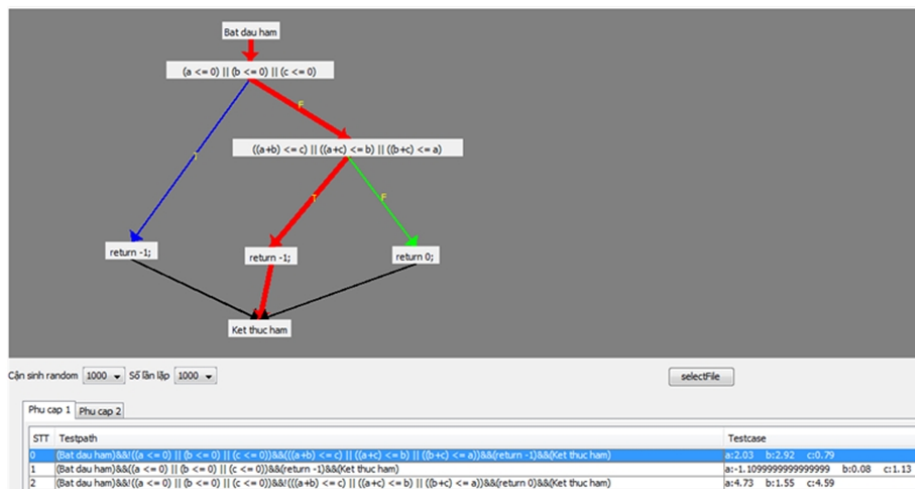 Bat dau ham
(a <= 0) || (b <= 0) || (c <= 0)
F
((a+b) <= c) || ((a+c) <= b) || ((b+c) <= a)
T
T
F
return -1;
return -1;
return 0;
Ket thuc ham
Cận sinh random 1000 Số lần lặp 1000 selectFile
Phu cap 1 Phu cap 2
STT Testpath Testcase
0 (Bat dau ham)&&!((a <= 0) || (b <= 0) || (c <= 0))&&(((a+b) <= c) || ((a+c) <= b) || ((b+c) <= a))&&(return -1)&&(Ket thuc ham) a:2.03 b:2.92 c:0.79
1 (Bat dau ham)&&((a <= 0) || (b <= 0) || (c <= 0))&&(return -1)&&(Ket thuc ham) a:-1.1099999999999999 b:0.08 c:1.13
2 (Bat dau ham)&&!((a <= 0) || (b <= 0) || (c <= 0))&&!(((a+b) <= c) || ((a+c) <= b) || ((b+c) <= a))&&(return 0)&&(Ket thuc ham) a:4.73 b:1.55 c:4.59